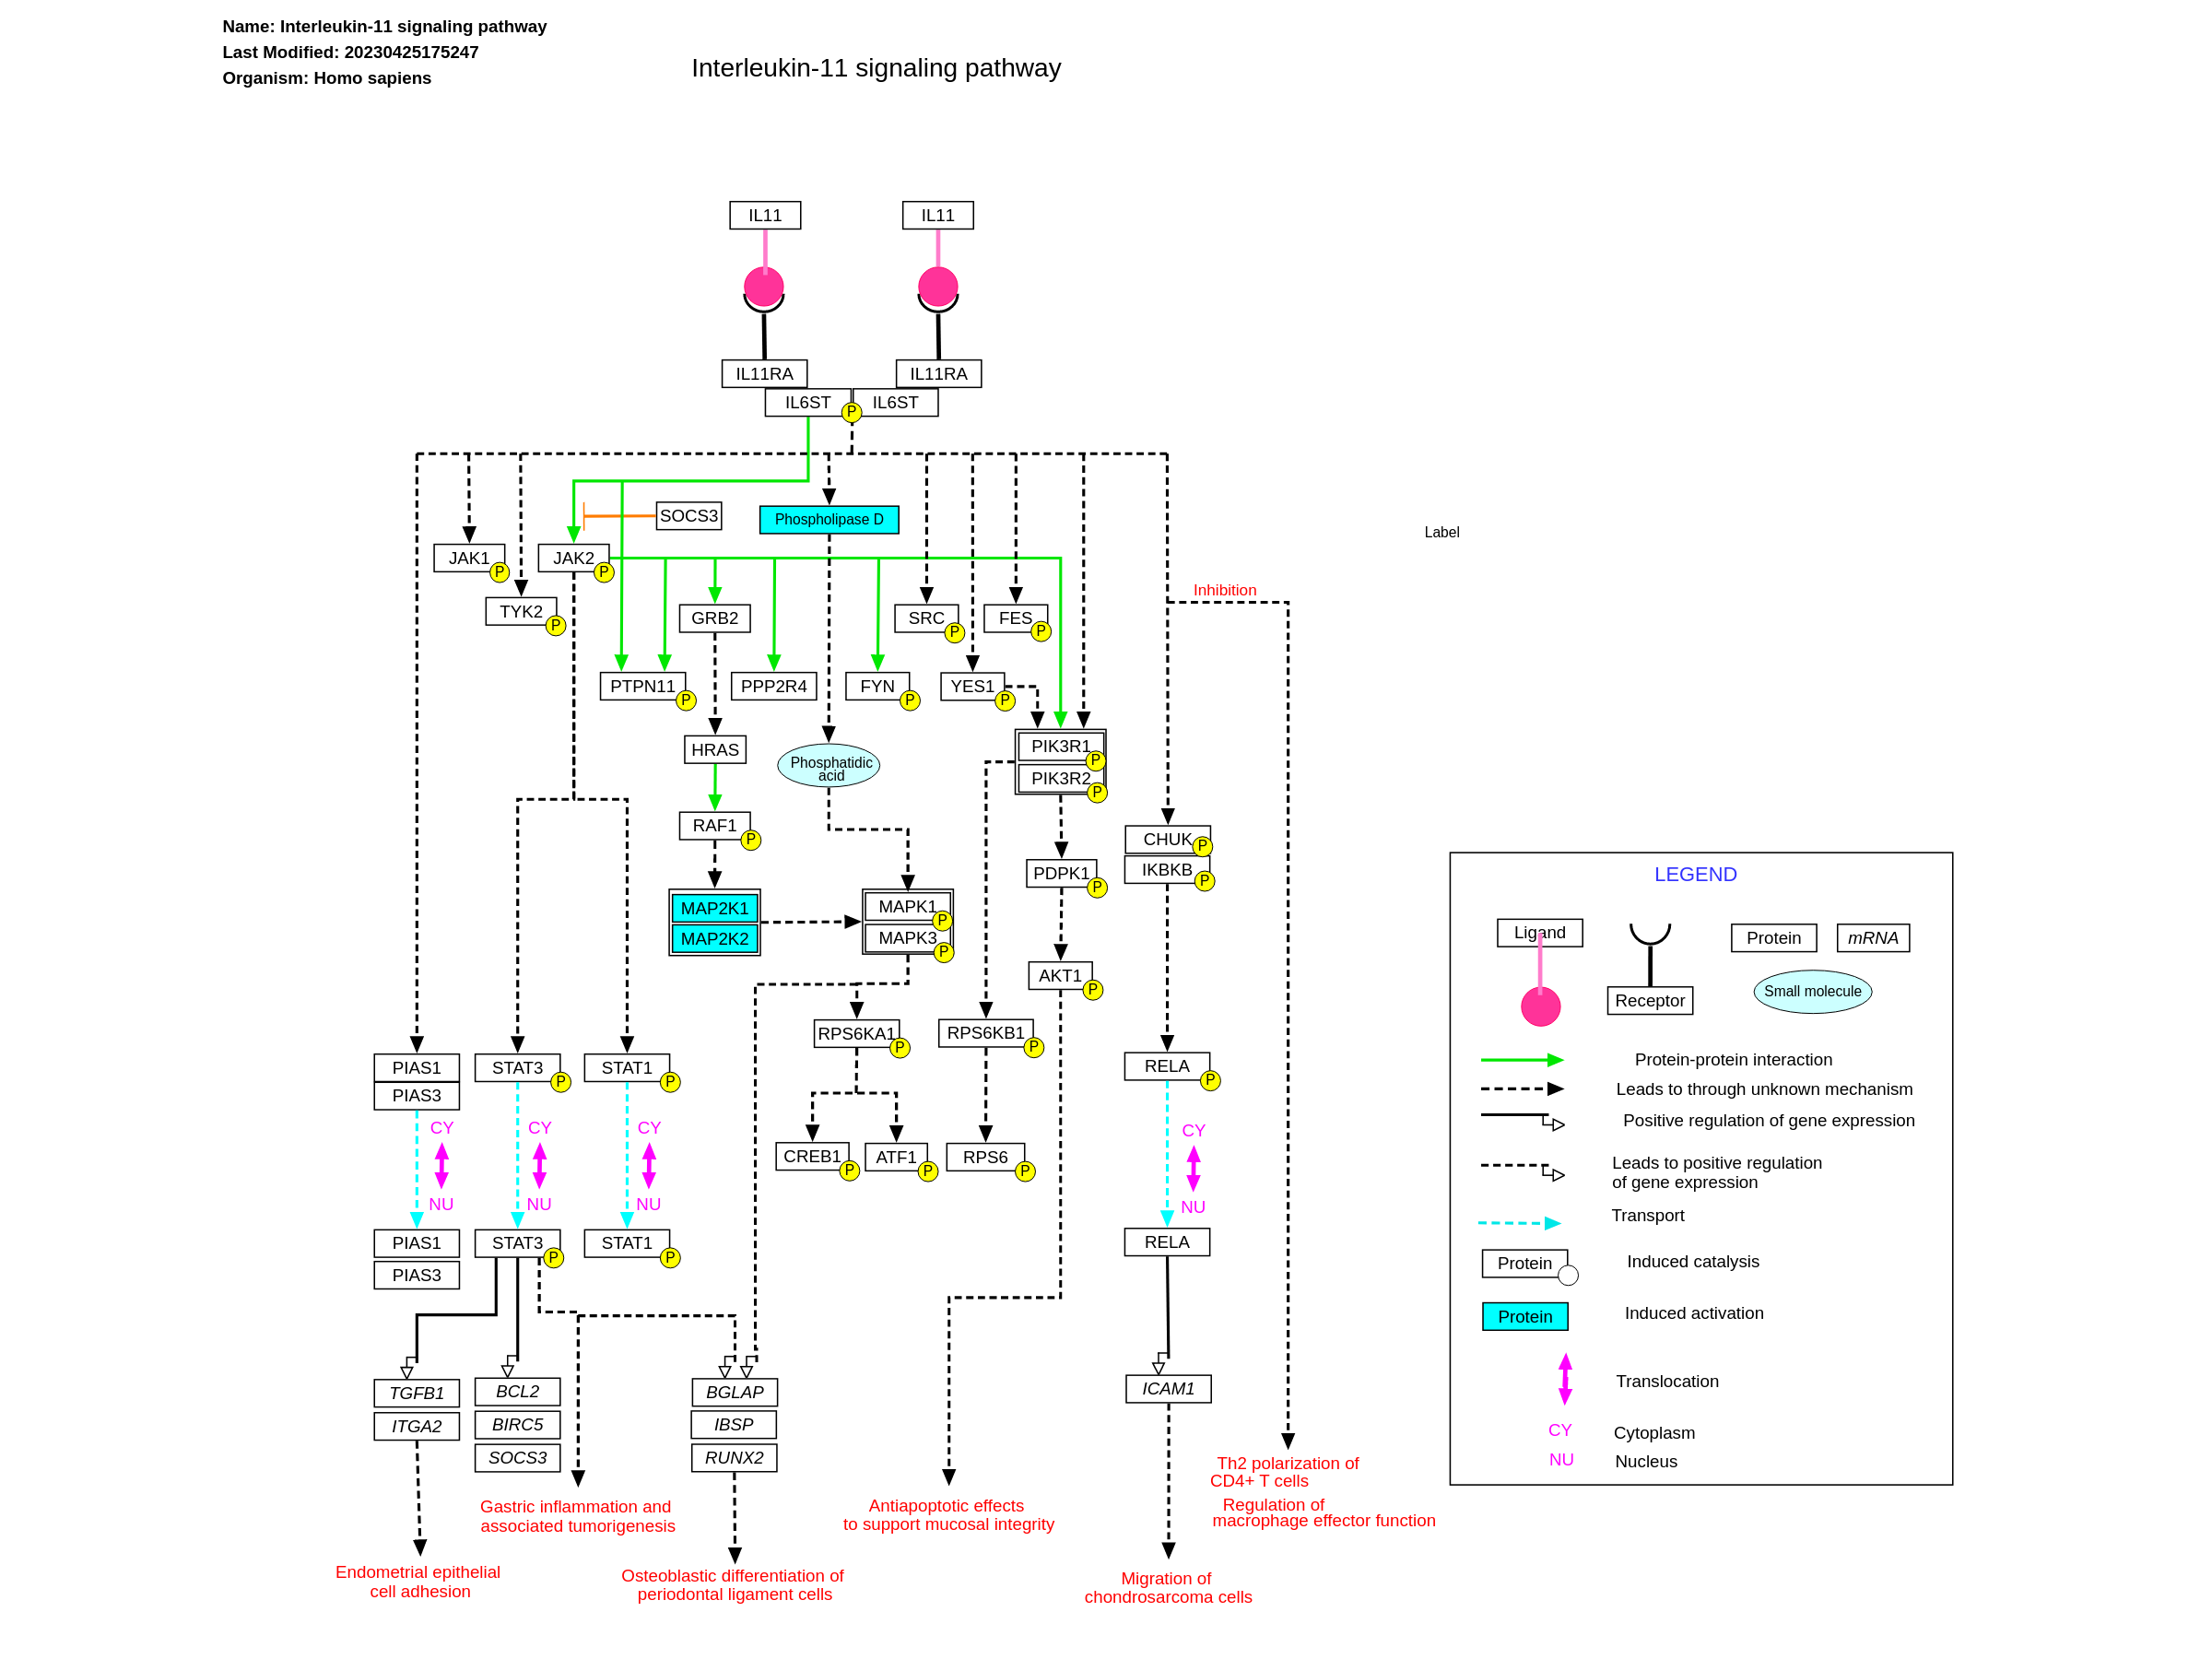 Name: Interleukin-11 signaling pathway
Last Modified: 20230425175247
Organism: Homo sapiens
Interleukin-11 signaling pathway
IL11
IL11
IL11RA
IL11RA
IL6ST
P
IL6ST
SOCS3
Phospholipase D
Label
JAK1
P
JAK2
P
Inhibition
TYK2
P
GRB2
SRC
P
FES
P
PTPN11
P
PPP2R4
FYN
P
YES1
P
HRAS
Phosphatidic
acid
PIK3R1
P
PIK3R2
P
RAF1
P
CHUK
P
IKBKB
P
PDPK1
P
MAP2K1
MAP2K2
MAPK1
P
MAPK3
P
AKT1
P
RPS6KA1
P
RPS6KB1
P
PIAS1
PIAS3
STAT3
P
STAT1
P
RELA
P
CY
CY
CY
CY
CREB1
P
ATF1
P
RPS6
P
NU
NU
NU
NU
PIAS1
PIAS3
STAT3
P
STAT1
P
RELA
TGFB1
ITGA2
BCL2
BIRC5
SOCS3
BGLAP
IBSP
RUNX2
ICAM1
Th2 polarization of
CD4+ T cells
Regulation of
macrophage effector function
Gastric inflammation and
associated tumorigenesis
Antiapoptotic effects
to support mucosal integrity
Endometrial epithelial
cell adhesion
Osteoblastic differentiation of
periodontal ligament cells
Migration of
chondrosarcoma cells
LEGEND
Ligand
Receptor
Protein
mRNA
Small molecule
Protein-protein interaction
Leads to through unknown mechanism
Positive regulation of gene expression
Leads to positive regulation
of gene expression
Transport
Protein
Induced catalysis
Protein
Induced activation
Translocation
CY
Cytoplasm
NU
Nucleus